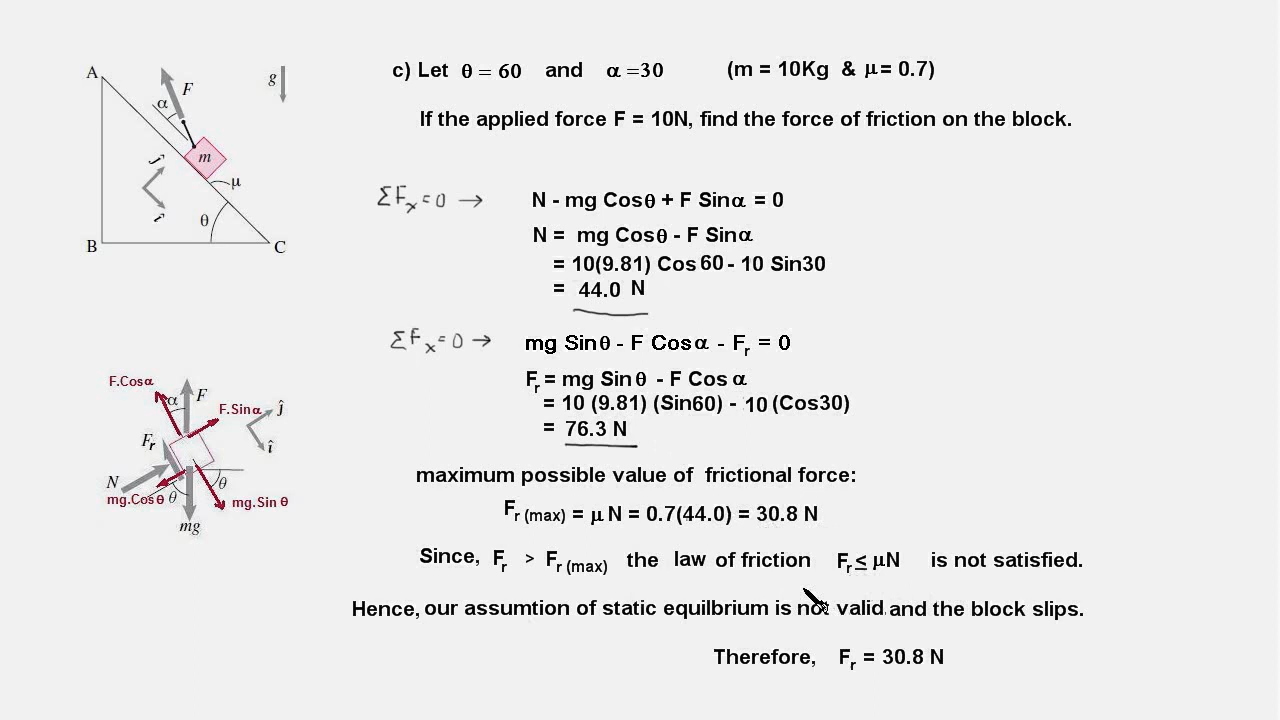 c) Let θ = 60 and α =30 (m = 10Kg & μ = 0.7)
If the applied force F = 10N, find the force of friction on the block.
A
F
g
α
m
ĵ
μ
î
θ
B
C
ΣFx=0 → N - mg Cosθ + F Sinα = 0
N = mg Cosθ - F Sinα
= 10(9.81) Cos 60 - 10 Sin30
= 44.0 N
ΣFx=0 → mg Sinθ - F Cosα - Fr = 0
Fr = mg Sinθ - F Cos α
= 10 (9.81) (Sin60) - 10 (Cos30)
= 76.3 N
F.Cosα
α
F
F.Sinα
ĵ
Fr
î
N
θ
mg.Cosθ
θ
mg.Sin θ
mg
maximum possible value of frictional force:
Fr (max) = μ N = 0.7(44.0) = 30.8 N
Since, Fr > Fr (max) the law of friction Fr ≤ μN is not satisfied.
Hence, our assumtion of static equilbrium is not valid and the block slips.
Therefore, Fr = 30.8 N